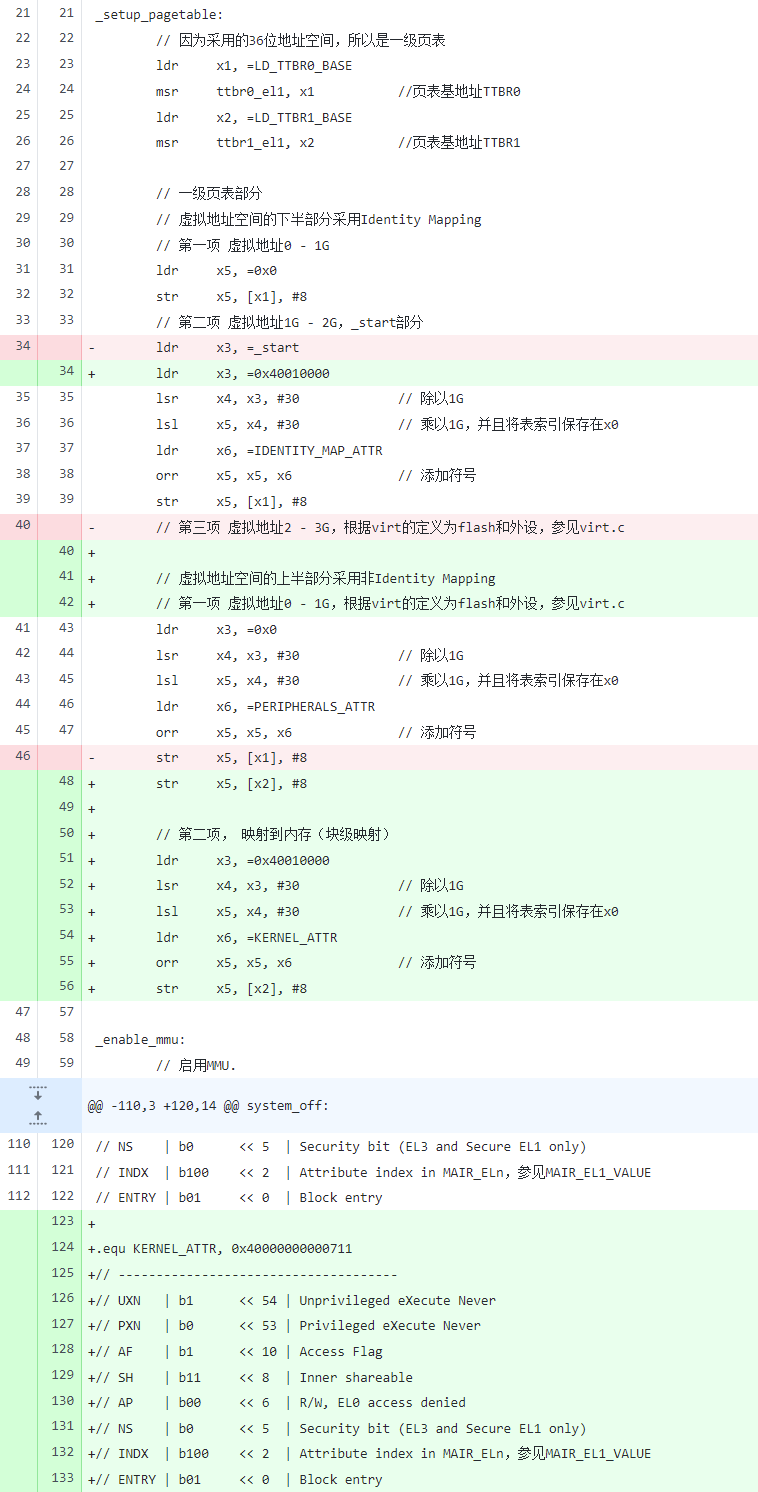 21 21 _setup_pagetable:
22 22 // 因为采用的36位地址空间，所以是一级页表
23 23 ldr x1, =LD_TTBR0_BASE
24 24 msr ttbr0_el1, x1 //页表基地址TTBR0
25 25 ldr x2, =LD_TTBR1_BASE
26 26 msr ttbr1_el1, x2 //页表基地址TTBR1
27 27
28 28 // 一级页表部分
29 29 // 虚拟地址空间的下半部分采用Identity Mapping
30 30 // 第一项 虚拟地址0 - 1G
31 31 ldr x5, =0x0
32 32 str x5, [x1], #8
33 33 // 第二项 虚拟地址1G - 2G，_start部分
34 - ldr x3, =_start
34 + ldr x3, =0x40010000
35 35 lsr x4, x3, #30 // 除以1G
36 36 lsl x5, x4, #30 // 乘以1G，并且将表索引保存在x0
37 37 ldr x6, =IDENTITY_MAP_ATTR
38 38 orr x5, x5, x6 // 添加符号
39 39 str x5, [x1], #8
40 - // 第三项 虚拟地址2 - 3G，根据virt的定义为flash和外设，参见virt.c
40 +
41 + // 虚拟地址空间的上半部分采用非Identity Mapping
42 + // 第一项 虚拟地址0 - 1G，根据virt的定义为flash和外设，参见virt.c
41 43 ldr x3, =0x0
42 44 lsr x4, x3, #30 // 除以1G
43 45 lsl x5, x4, #30 // 乘以1G，并且将表索引保存在x0
44 46 ldr x6, =PERIPHERALS_ATTR
45 47 orr x5, x5, x6 // 添加符号
46 - str x5, [x1], #8
48 + str x5, [x2], #8
49 +
50 + // 第二项， 映射到内存（块级映射）
51 + ldr x3, =0x40010000
52 + lsr x4, x3, #30 // 除以1G
53 + lsl x5, x4, #30 // 乘以1G，并且将表索引保存在x0
54 + ldr x6, =KERNEL_ATTR
55 + orr x5, x5, x6 // 添加符号
56 + str x5, [x2], #8
47 57
48 58 _enable_mmu:
49 59 // 启用MMU.
@@ -110,3 +120,14 @@ system_off:
110 120 // NS | b0 << 5 | Security bit (EL3 and Secure EL1 only)
111 121 // INDX | b100 << 2 | Attribute index in MAIR_ELn，参见MAIR_EL1_VALUE
112 122 // ENTRY | b01 << 0 | Block entry
123 +
124 +.equ KERNEL_ATTR, 0x40000000000711
125 +// -------------------------------------
126 +// UXN | b1 << 54 | Unprivileged eXecute Never
127 +// PXN | b0 << 53 | Privileged eXecute Never
128 +// AF | b1 << 10 | Access Flag
129 +// SH | b11 << 8 | Inner shareable
130 +// AP | b00 << 6 | R/W, EL0 access denied
131 +// NS | b0 << 5 | Security bit (EL3 and Secure EL1 only)
132 +// INDX | b100 << 2 | Attribute index in MAIR_ELn，参见MAIR_EL1_VALUE
133 +// ENTRY | b01 << 0 | Block entry